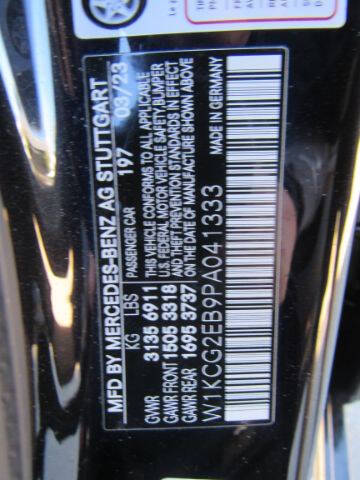 MFD BY MERCEDES-BENZ AG STUTTGART
PASSENGER CAR 197 03/23
KG LBS
GVWR 3135 6911
GAWR FRONT 1505 3318
GAWR REAR 1695 3737
THIS VEHICLE CONFORMS TO ALL APPLICABLE
U.S. FEDERAL MOTOR VEHICLE SAFETY, BUMPER
AND THEFT PREVENTION STANDARDS IN EFFECT
ON THE DATE OF MANUFACTURE SHOWN ABOVE
MADE IN GERMANY
W1KCG2EB9PA041333
Le p